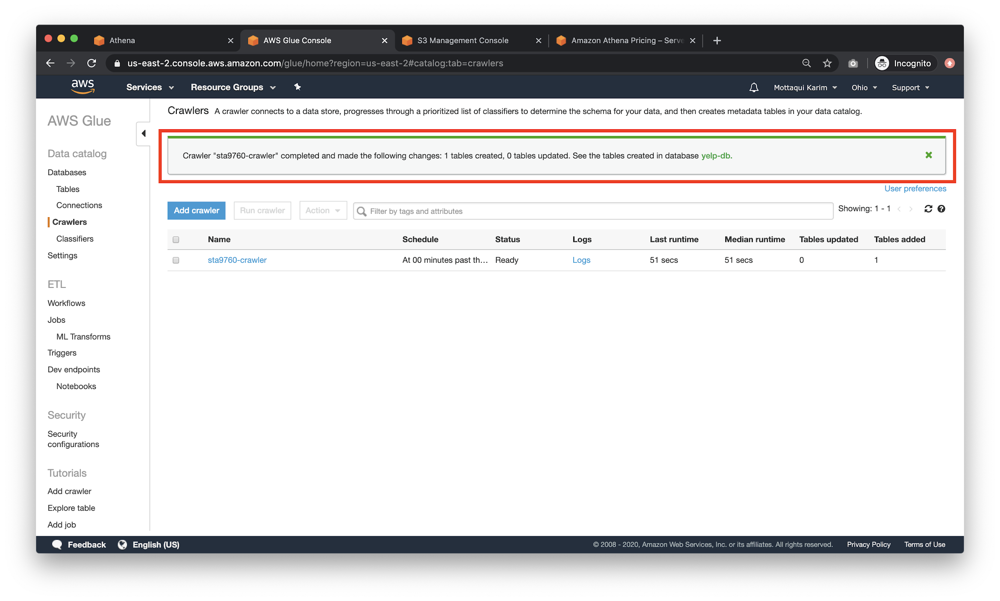 Athena
AWS Glue Console
S3 Management Console
Amazon Athena Pricing – Serve
us-east-2.console.aws.amazon.com/glue/home?region=us-east-2#catalog:tab=crawlers
Incognito
aws
Services
Resource Groups
Mottaqui Karim
Ohio
Support
AWS Glue
Data catalog
Databases
Tables
Connections
Crawlers
Classifiers
Settings
ETL
Workflows
Jobs
ML Transforms
Triggers
Dev endpoints
Notebooks
Security
Security
configurations
Tutorials
Add crawler
Explore table
Add job
Crawlers A crawler connects to a data store, progresses through a prioritized list of classifiers to determine the schema for your data, and then creates metadata tables in your data catalog.
Crawler "sta9760-crawler" completed and made the following changes: 1 tables created, 0 tables updated. See the tables created in database yelp-db.
User preferences
Add crawler
Run crawler
Action
Filter by tags and attributes
Showing: 1 - 1
Name Schedule Status Logs Last runtime Median runtime Tables updated Tables added
sta9760-crawler At 00 minutes past th... Ready Logs 51 secs 51 secs 0 1
Feedback
English (US)
© 2008 - 2020, Amazon Web Services, Inc. or its affiliates. All rights reserved.
Privacy Policy
Terms of Use